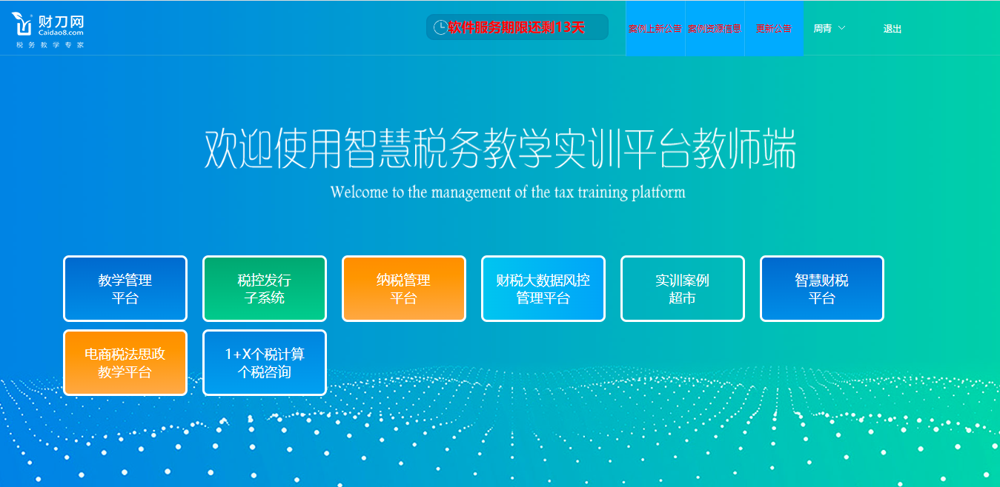 财刀网
Caidao8.com
税务教学专家
软件服务期限还剩13天
案例上新公告
案例资源信息
更新公告
周青
退出
欢迎使用智慧税务教学实训平台教师端
Welcome to the management of the tax training platform
教学管理
平台
税控发行
子系统
纳税管理
平台
财税大数据风控
管理平台
实训案例
超市
智慧财税
平台
电商税法思政
教学平台
1+X个税计算
个税咨询